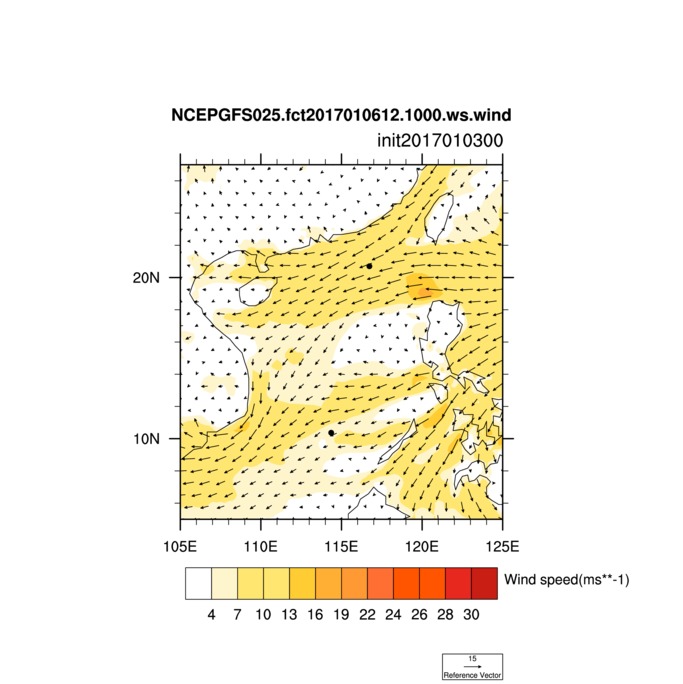 NCEPGFS025.fct2017010612.1000.ws.wind
init2017010300
20N
10N
105E 110E 115E 120E 125E
Wind speed(ms**-1)
4 7 10 13 16 19 22 24 26 28 30
15
Reference Vector